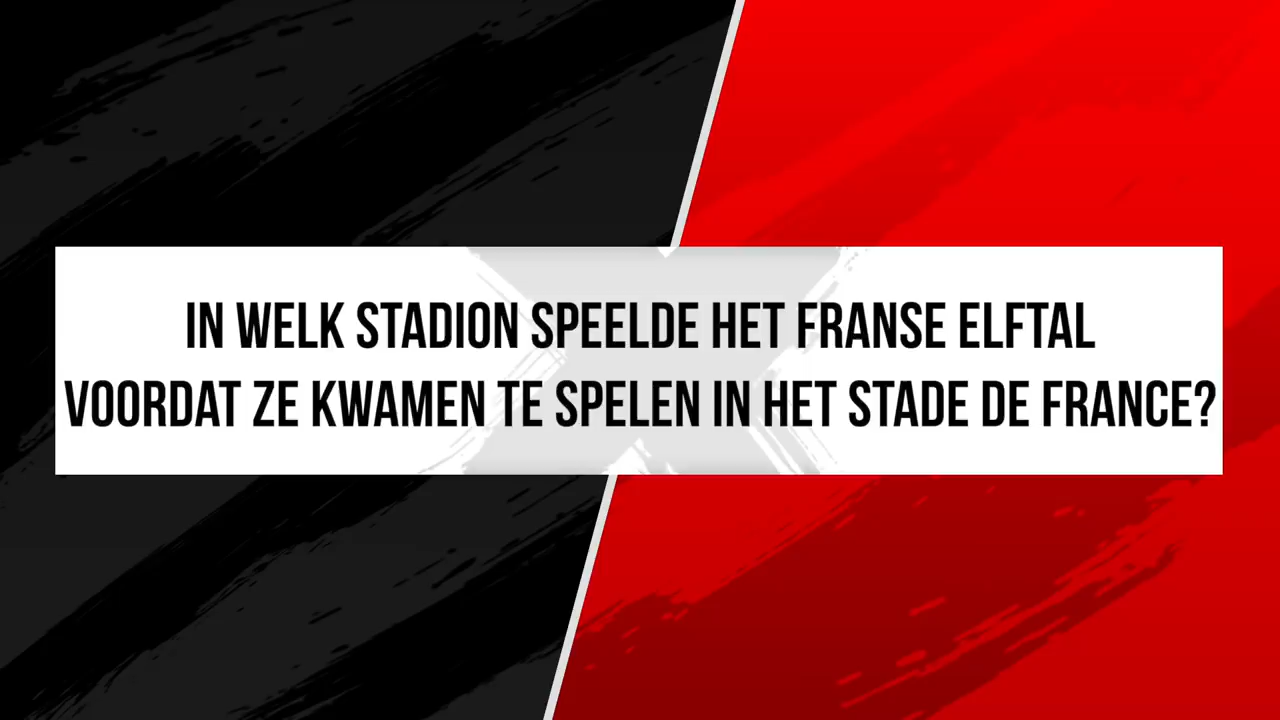 IN WELK STADION SPEELDE HET FRANSE ELFTAL
VOORDAT ZE KWAMEN TE SPELEN IN HET STADE DE FRANCE?